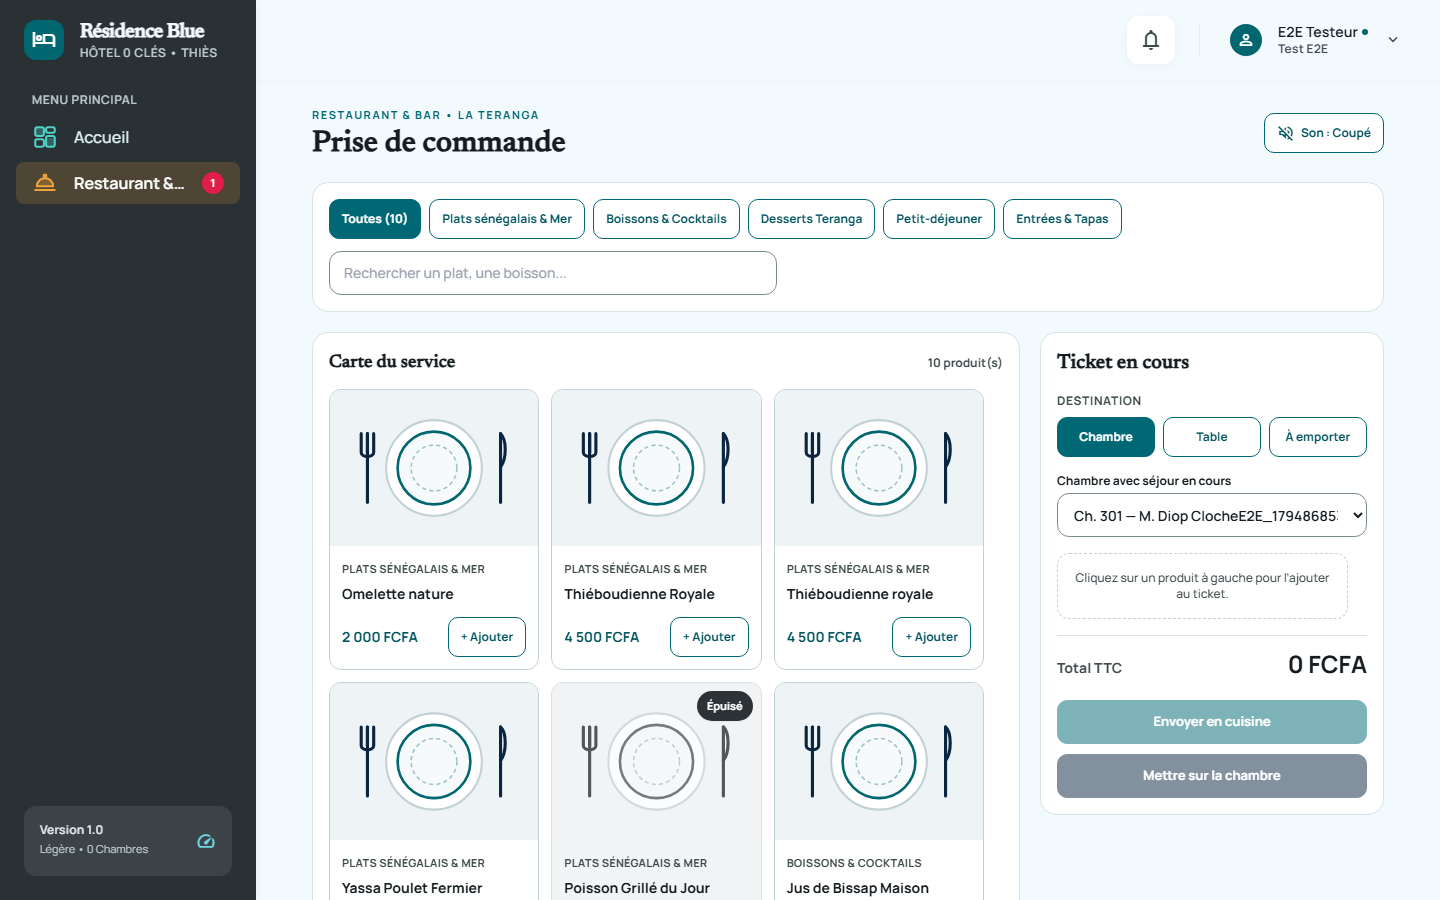 Résidence Blue
HÔTEL 0 CLÉS • THIÈS
MENU PRINCIPAL
Accueil
Restaurant &...
1
Version 1.0
Légère • 0 Chambres
E2E Testeur
Test E2E
RESTAURANT & BAR • LA TERANGA
Prise de commande
Son : Coupé
Toutes (10)
Plats sénégalais & Mer
Boissons & Cocktails
Desserts Teranga
Petit-déjeuner
Entrées & Tapas
Rechercher un plat, une boisson...
Carte du service
10 produit(s)
PLATS SÉNÉGALAIS & MER
Omelette nature
2 000 FCFA
+ Ajouter
PLATS SÉNÉGALAIS & MER
Thiéboudienne Royale
4 500 FCFA
+ Ajouter
PLATS SÉNÉGALAIS & MER
Thiéboudienne royale
4 500 FCFA
+ Ajouter
PLATS SÉNÉGALAIS & MER
Yassa Poulet Fermier
Épuisé
PLATS SÉNÉGALAIS & MER
Poisson Grillé du Jour
BOISSONS & COCKTAILS
Jus de Bissap Maison
Ticket en cours
DESTINATION
Chambre
Table
À emporter
Chambre avec séjour en cours
Ch. 301 — M. Diop ClocheE2E_17948685
Cliquez sur un produit à gauche pour l'ajouter
au ticket.
Total TTC
0 FCFA
Envoyer en cuisine
Mettre sur la chambre